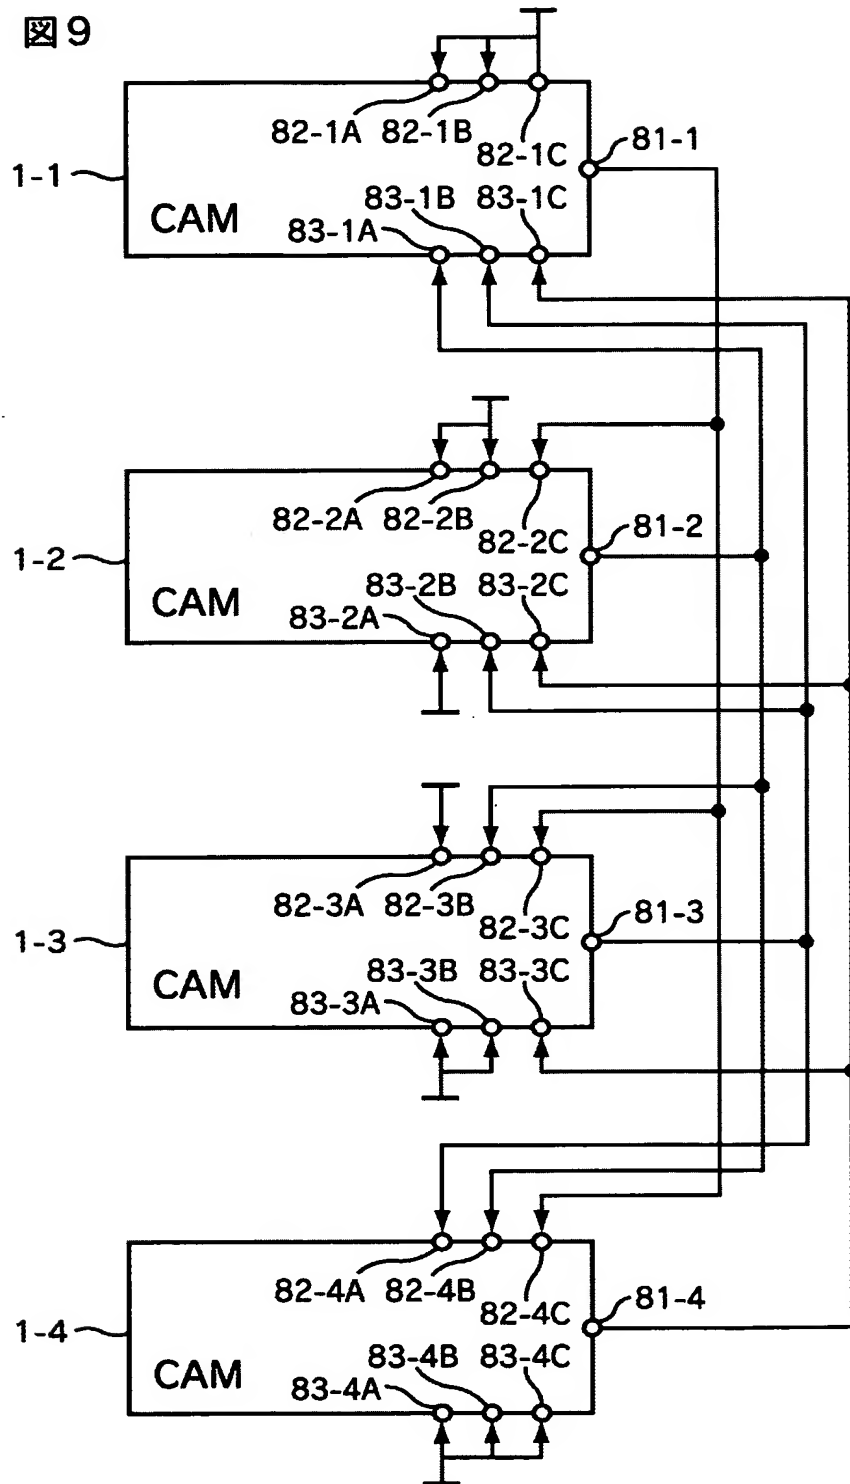 図9
82-1A 82-1B
82-1C
81-1
1-1
CAM
83-1B 83-1C
83-1A
82-2A 82-2B
82-2C
81-2
1-2
CAM
83-2B 83-2C
83-2A
82-3A 82-3B
82-3C
81-3
1-3
CAM
83-3B 83-3C
83-3A
82-4A 82-4B
82-4C
81-4
1-4
CAM
83-4B 83-4C
83-4A